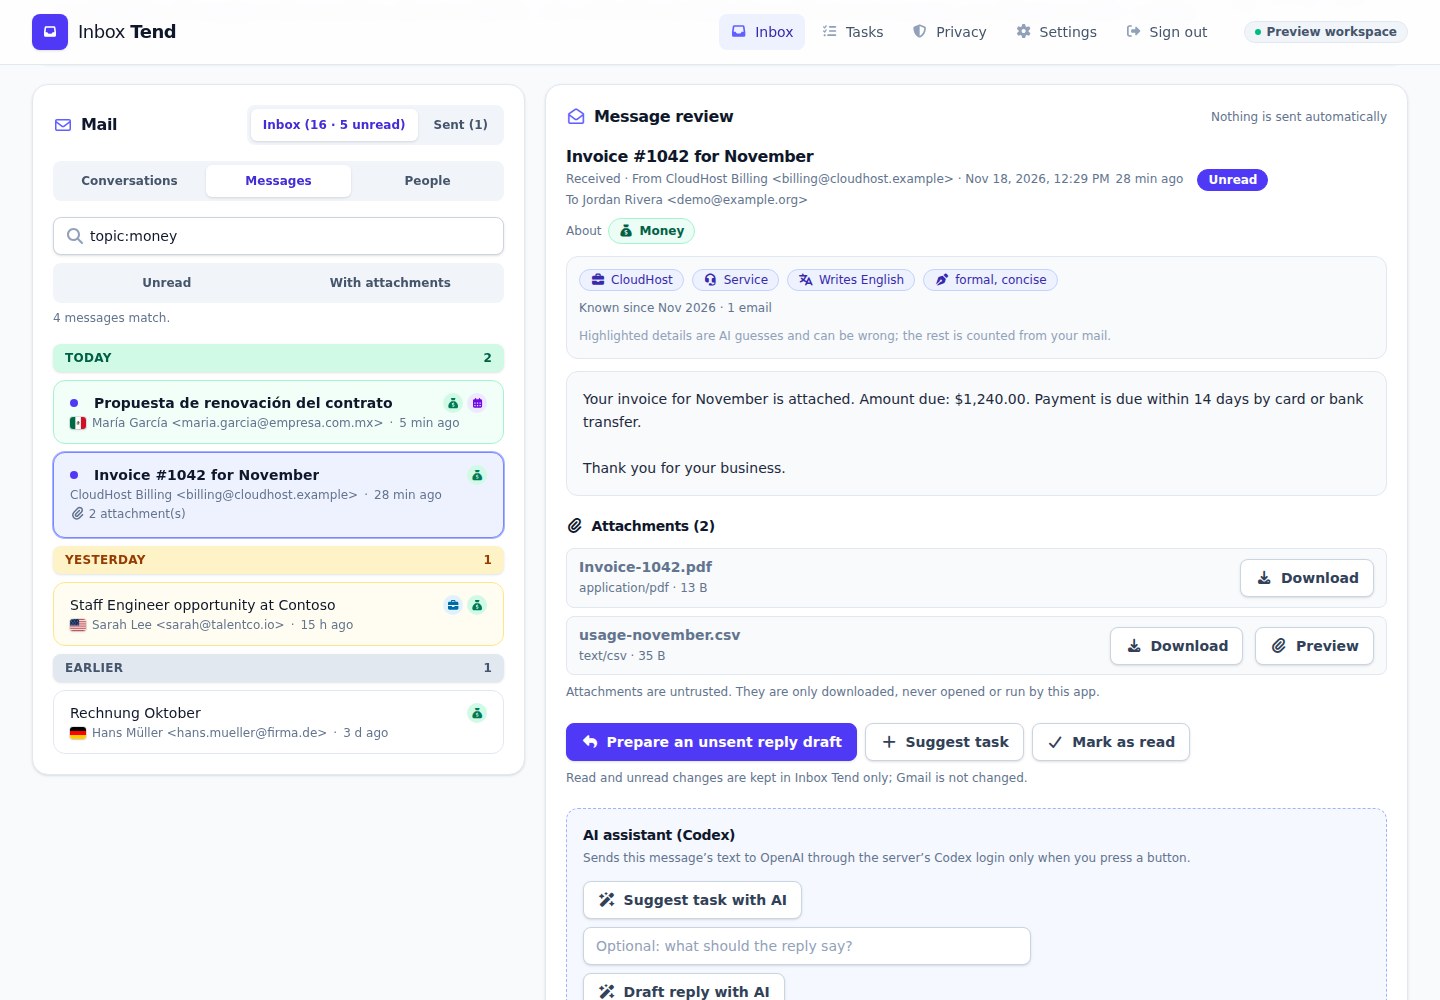 Inbox Tend
Inbox
Tasks
Privacy
Settings
Sign out
Preview workspace
Mail
Inbox (16 · 5 unread)
Sent (1)
Conversations
Messages
People
topic:money
Unread
With attachments
4 messages match.
TODAY 2
Propuesta de renovación del contrato
María García <maria.garcia@empresa.com.mx> · 5 min ago
Invoice #1042 for November
CloudHost Billing <billing@cloudhost.example> · 28 min ago
2 attachment(s)
YESTERDAY 1
Staff Engineer opportunity at Contoso
Sarah Lee <sarah@talentco.io> · 15 h ago
EARLIER 1
Rechnung Oktober
Hans Müller <hans.mueller@firma.de> · 3 d ago
Message review
Nothing is sent automatically
Invoice #1042 for November
Received · From CloudHost Billing <billing@cloudhost.example> · Nov 18, 2026, 12:29 PM 28 min ago Unread
To Jordan Rivera <demo@example.org>
About Money
CloudHost
Service
Writes English
formal, concise
Known since Nov 2026 · 1 email
Highlighted details are AI guesses and can be wrong; the rest is counted from your mail.
Your invoice for November is attached. Amount due: $1,240.00. Payment is due within 14 days by card or bank
transfer.
Thank you for your business.
Attachments (2)
Invoice-1042.pdf
application/pdf · 13 B
Download
usage-november.csv
text/csv · 35 B
Download
Preview
Attachments are untrusted. They are only downloaded, never opened or run by this app.
Prepare an unsent reply draft
Suggest task
Mark as read
Read and unread changes are kept in Inbox Tend only; Gmail is not changed.
AI assistant (Codex)
Sends this message’s text to OpenAI through the server’s Codex login only when you press a button.
Suggest task with AI
Optional: what should the reply say?
Draft reply with AI